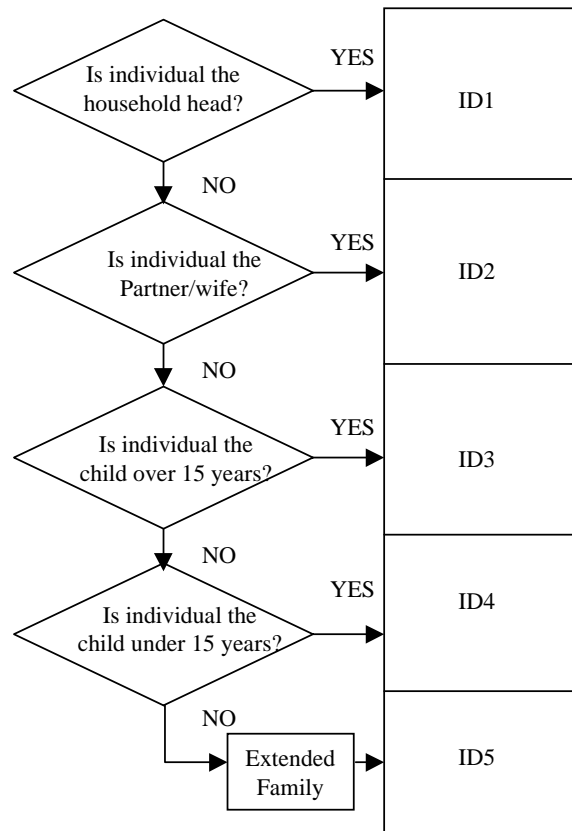 Is individual the
household head?
YES
ID1
NO
Is individual the
Partner/wife?
YES
ID2
NO
Is individual the
child over 15 years?
YES
ID3
NO
Is individual the
child under 15 years?
YES
ID4
NO
Extended
Family
ID5